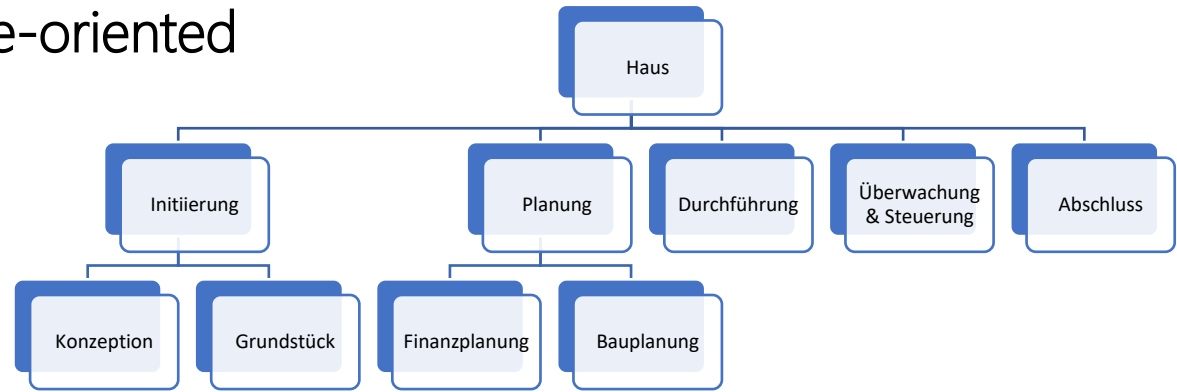 e-oriented
Haus
Initiierung
Planung
Durchführung
Überwachung
& Steuerung
Abschluss
Konzeption
Grundstück
Finanzplanung
Bauplanung